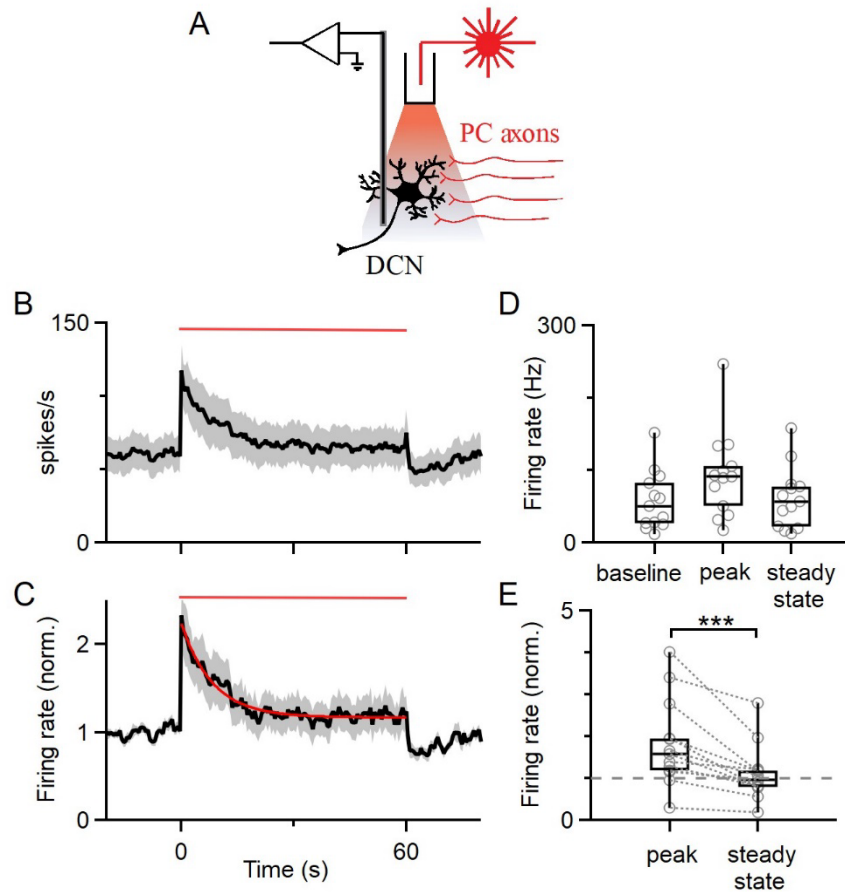 A
PC axons
DCN
B
150
spikes/s
0
C
2
1
0
Firing rate (norm.)
0
60
Time (s)
D
300
Firing rate (Hz)
0
baseline
peak
steady
state
E
5
***
Firing rate (norm.)
0
peak
steady
state